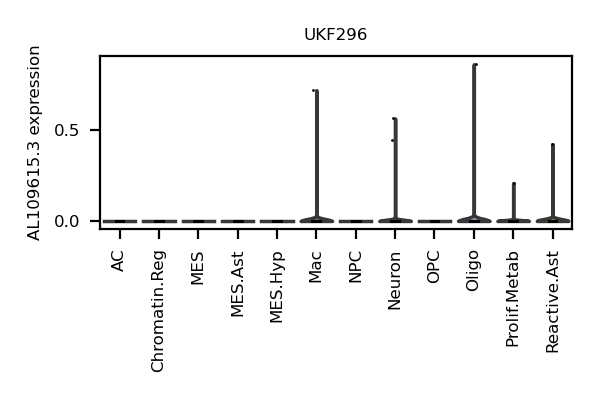 UKF296
AL109615.3 expression
0.5
0.0
AC
Chromatin.Reg
MES
MES.Ast
MES.Hyp
Mac
NPC
Neuron
OPC
Oligo
Prolif.Metab
Reactive.Ast